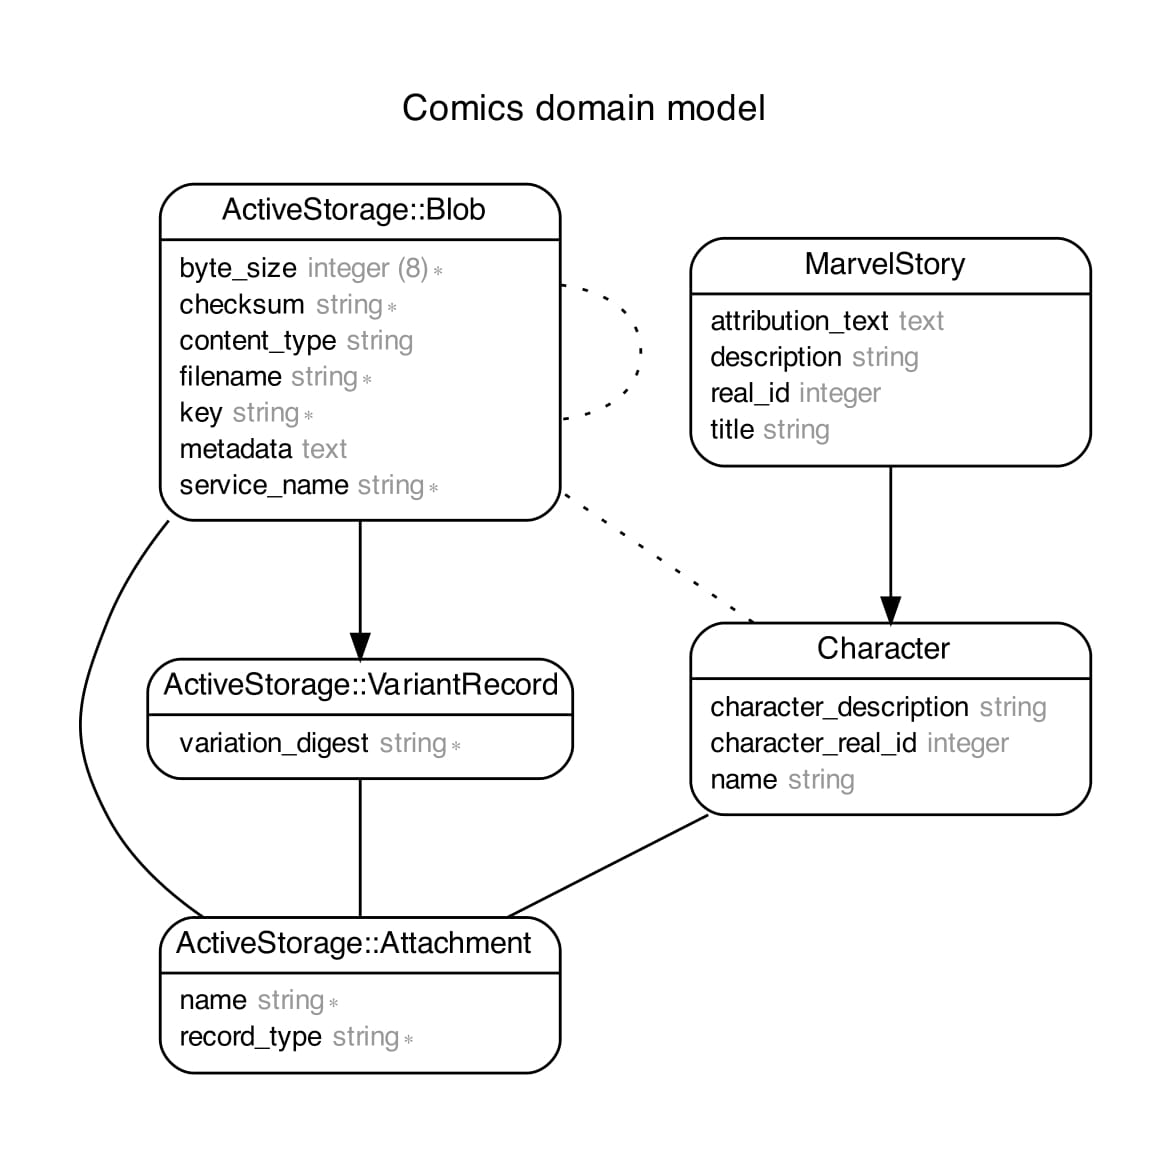 Comics domain model
ActiveStorage::Blob
byte_size integer (8) *
checksum string *
content_type string
filename string *
key string *
metadata text
service_name string *
MarvelStory
attribution_text text
description string
real_id integer
title string
ActiveStorage::VariantRecord
variation_digest string *
Character
character_description string
character_real_id integer
name string
ActiveStorage::Attachment
name string *
record_type string *